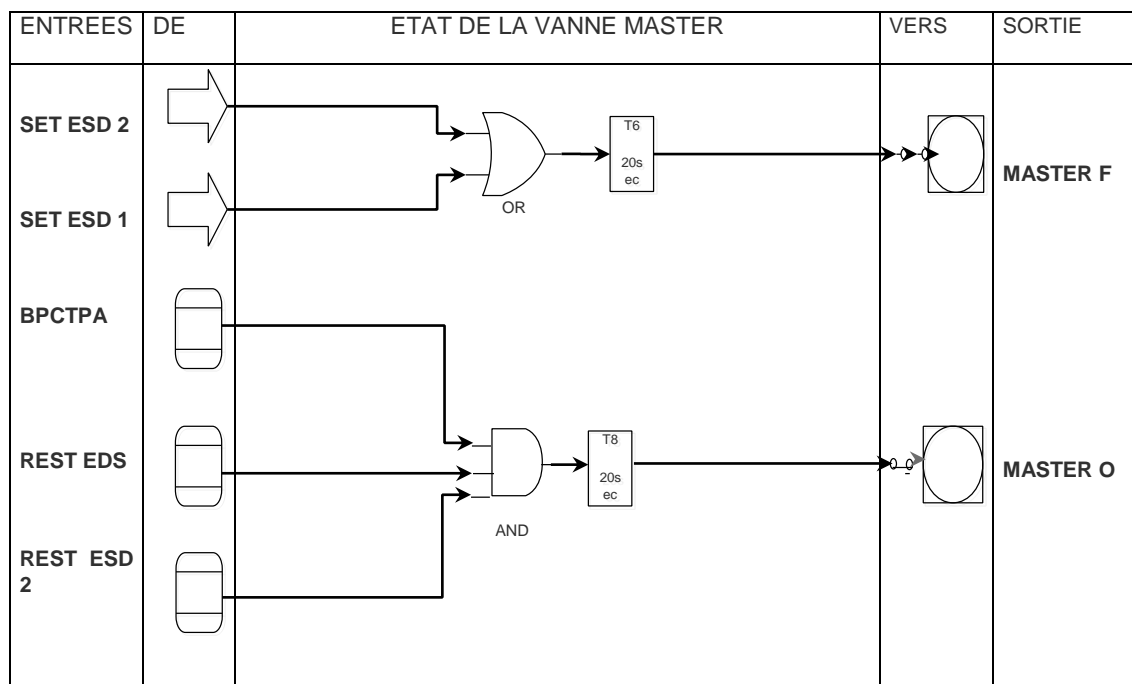 ENTREES DE ETAT DE LA VANNE MASTER VERS SORTIE
SET ESD 2
T6
20s
ec
MASTER F
OR
SET ESD 1
BPCTPA
REST EDS
T8
20s
ec
MASTER O
AND
REST ESD
2